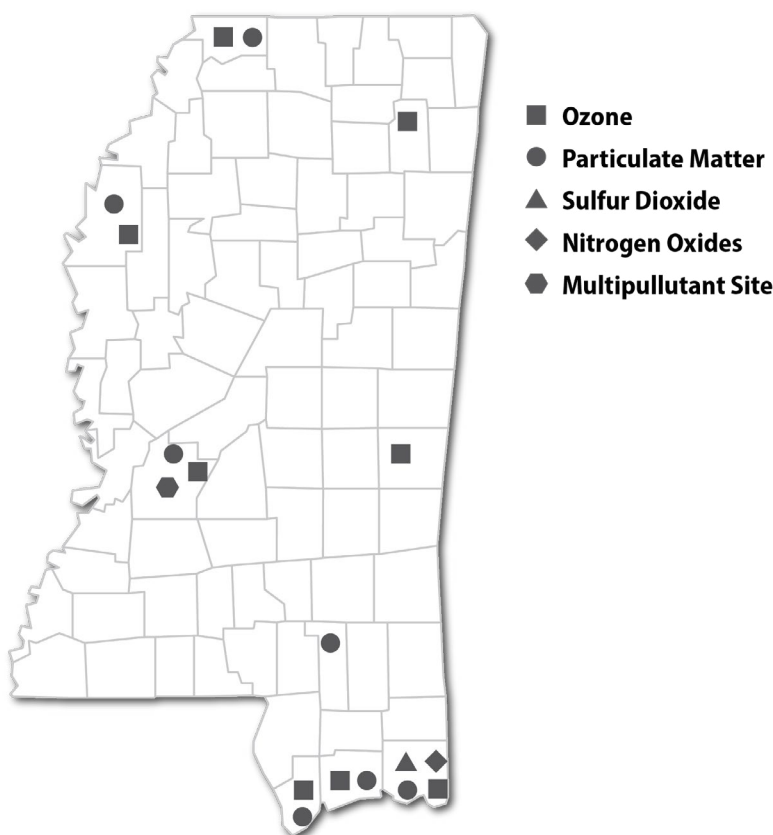 Ozone
Particulate Matter
Sulfur Dioxide
Nitrogen Oxides
Multipullutant Site